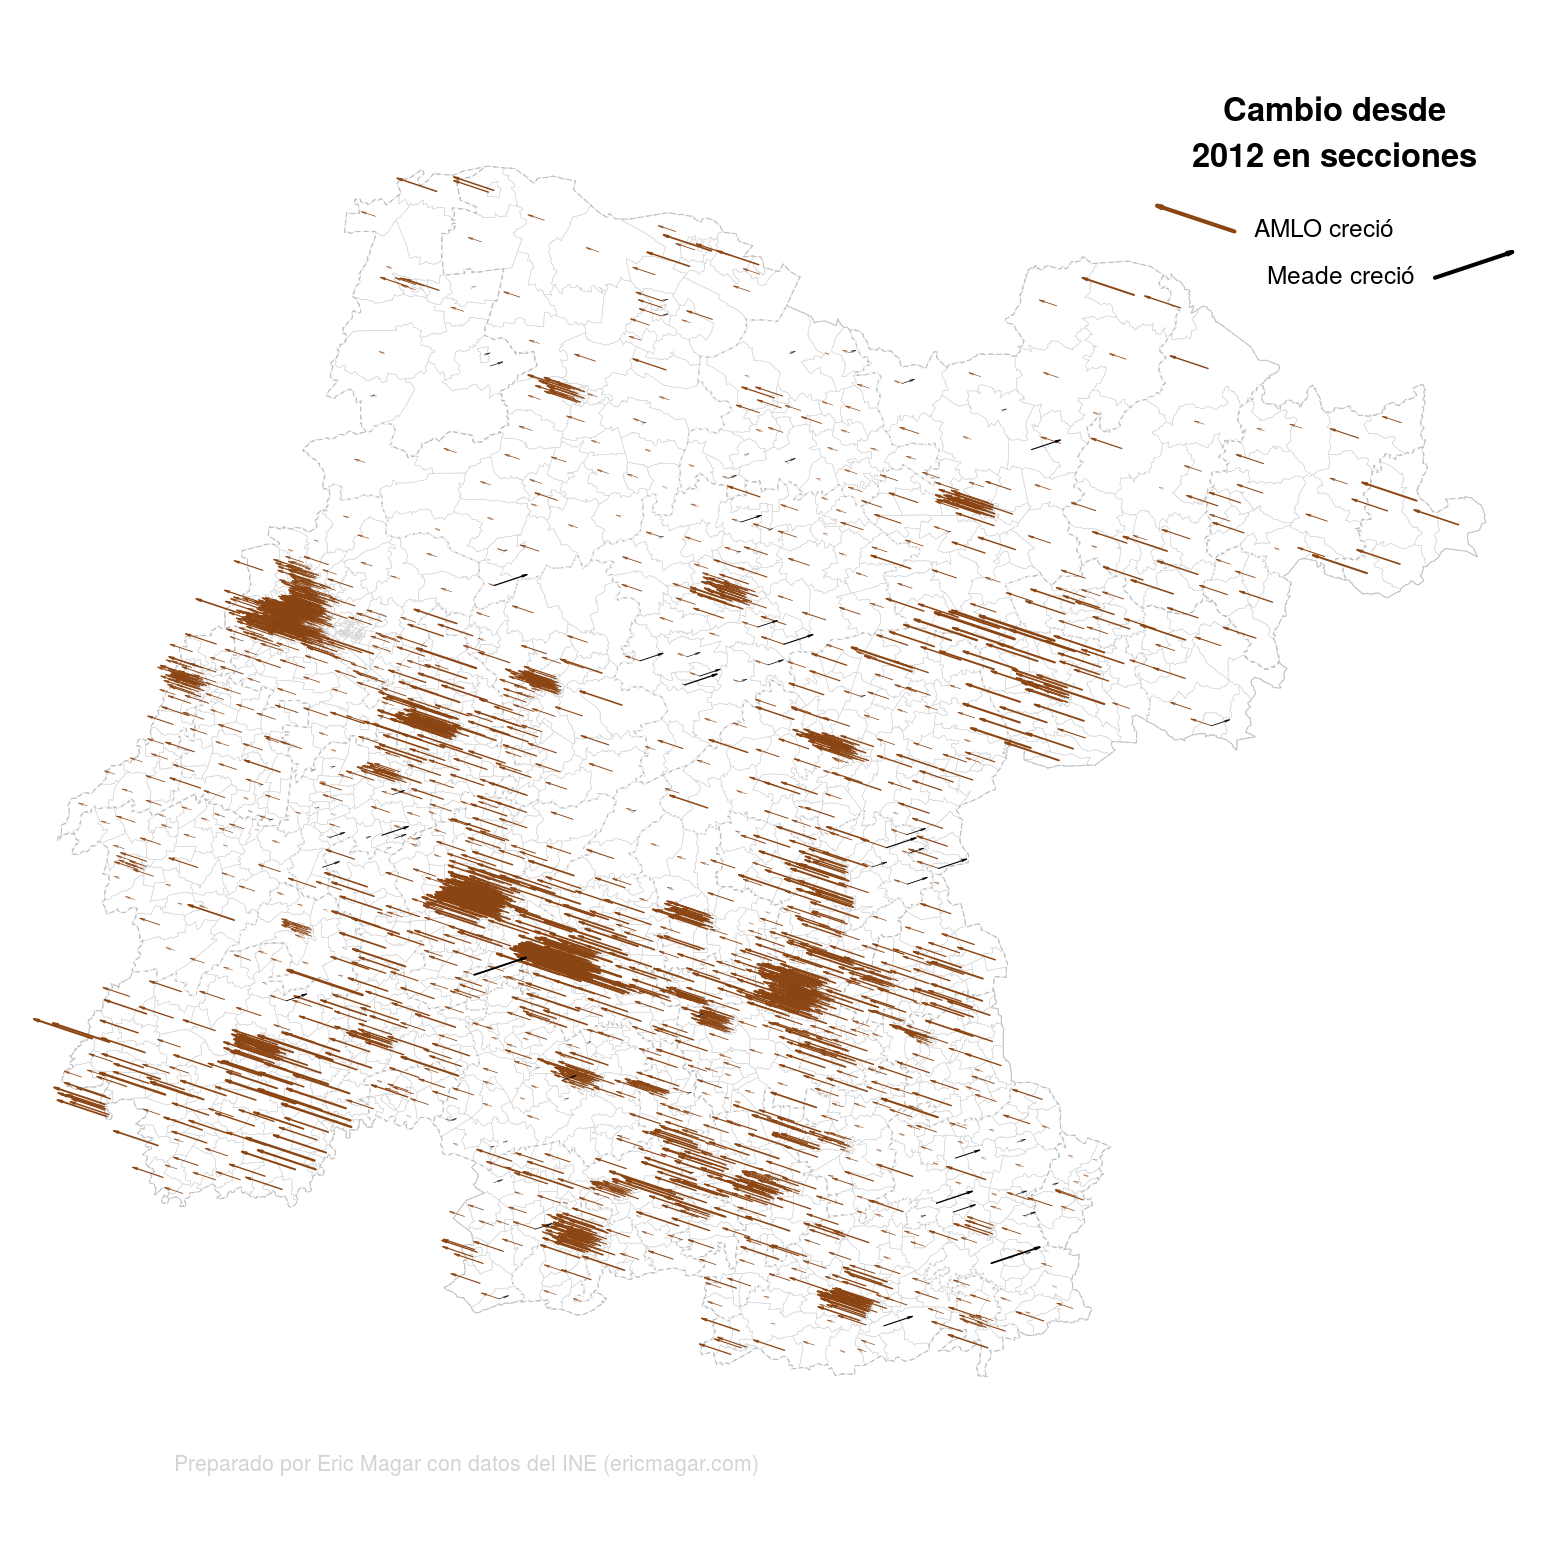 Cambio desde
2012 en secciones
AMLO creció
Meade creció
Preparado por Eric Magar con datos del INE (ericmagar.com)